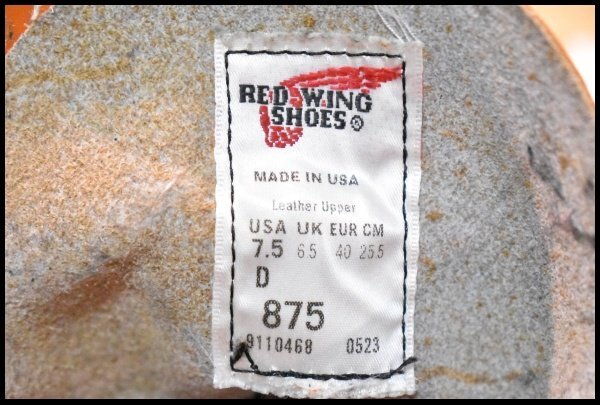 RED WING
SHOES®
MADE IN USA
Leather Upper
USA UK EUR CM
7.5 6.5 40 25.5
D
875
9110468 0523